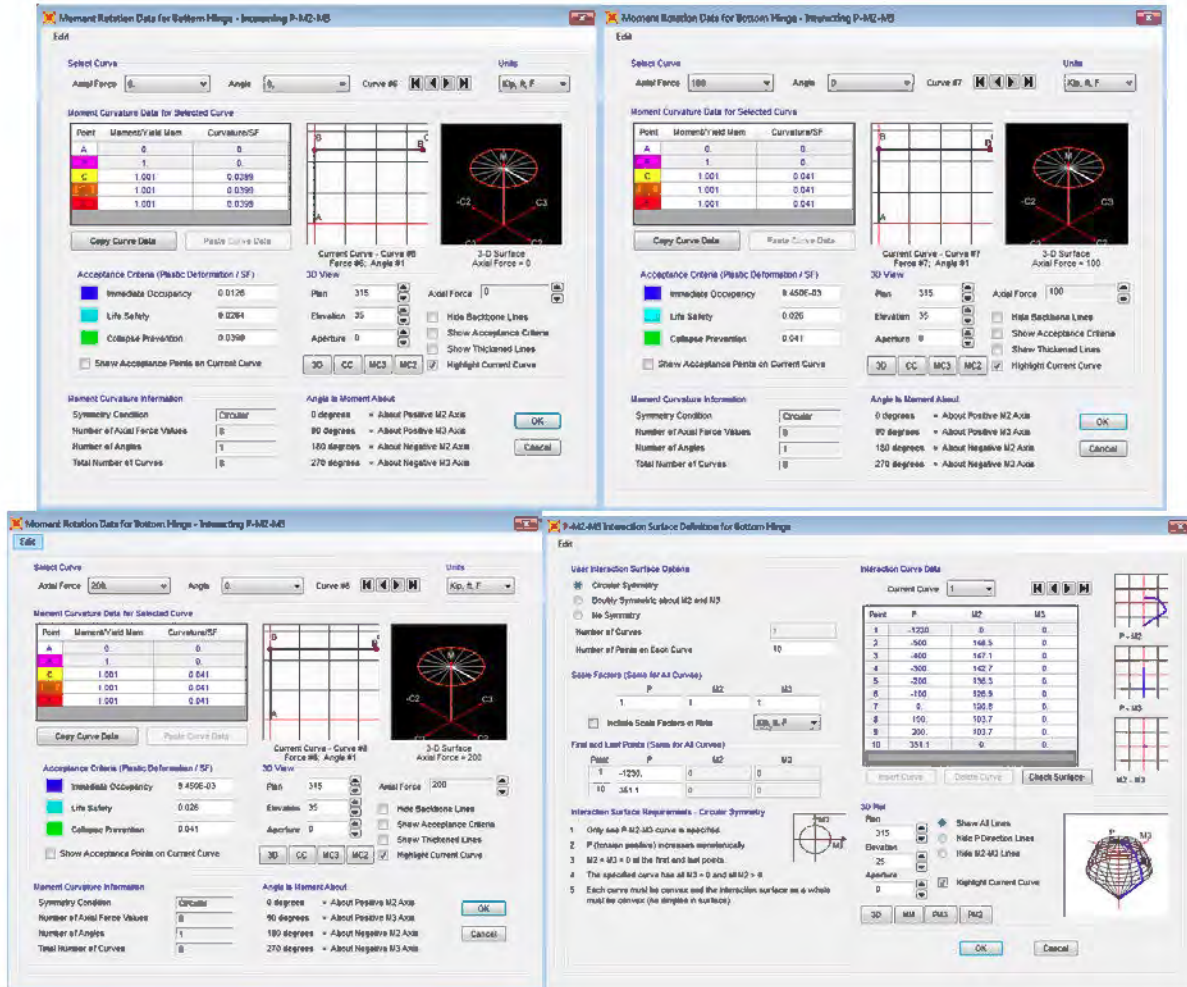 Moment Rotation Data for Bottom Hinge - Interacting P-M2-M3
Edit
Select Curve
Units
Axial Force 0. Angle 0. Curve #6 Kip, ft, F
Moment Curvature Data for Selected Curve
Point Moment/Yield Mom Curvature/SF
A 0. 0.
1. 0.
C 1.001 0.0399
1.001 0.0399
1.001 0.0399
Copy Curve Data Paste Curve Data
Current Curve - Curve #6
Force #6; Angle #1
3-D Surface
Axial Force = 0
Acceptance Criteria (Plastic Deformation / SF)
Immediate Occupancy 0.0126
Life Safety 0.0264
Collapse Prevention 0.0399
Show Acceptance Points on Current Curve
3D View
Plan 315 Axial Force 0
Elevation 35 Hide Backbone Lines
Show Acceptance Criteria
Aperture 0 Show Thickened Lines
3D CC MC3 MC2 Highlight Current Curve
Moment Curvature Information
Symmetry Condition Circular
Number of Axial Force Values 8
Number of Angles 1
Total Number of Curves 8
Angle Is Moment About
0 degrees = About Positive M2 Axis
90 degrees = About Positive M3 Axis
180 degrees = About Negative M2 Axis
270 degrees = About Negative M3 Axis
OK
Cancel
Moment Rotation Data for Bottom Hinge - Interacting P-M2-M3
Edit
Select Curve
Units
Axial Force 100 Angle 0 Curve #7 Kip, ft, F
Moment Curvature Data for Selected Curve
Point Moment/Yield Mom Curvature/SF
A 0. 0.
1. 0.
C 1.001 0.041
1.001 0.041
1.001 0.041
Copy Curve Data Paste Curve Data
Current Curve - Curve #7
Force #7; Angle #1
3-D Surface
Axial Force = 100
Acceptance Criteria (Plastic Deformation / SF)
Immediate Occupancy 9.450E-03
Life Safety 0.026
Collapse Prevention 0.041
Show Acceptance Points on Current Curve
3D View
Plan 315 Axial Force 100
Elevation 35 Hide Backbone Lines
Show Acceptance Criteria
Aperture 0 Show Thickened Lines
3D CC MC3 MC2 Highlight Current Curve
Moment Curvature Information
Symmetry Condition Circular
Number of Axial Force Values 8
Number of Angles 1
Total Number of Curves 8
Angle Is Moment About
0 degrees = About Positive M2 Axis
90 degrees = About Positive M3 Axis
180 degrees = About Negative M2 Axis
270 degrees = About Negative M3 Axis
OK
Cancel
Moment Rotation Data for Bottom Hinge - Interacting P-M2-M3
Edit
Select Curve
Units
Axial Force 200. Angle 0. Curve #8 Kip, ft, F
Moment Curvature Data for Selected Curve
Point Moment/Yield Mom Curvature/SF
A 0. 0.
1. 0.
C 1.001 0.041
1.001 0.041
1.001 0.041
Copy Curve Data Paste Curve Data
Current Curve - Curve #8
Force #8; Angle #1
3-D Surface
Axial Force = 200
Acceptance Criteria (Plastic Deformation / SF)
Immediate Occupancy 9.450E-03
Life Safety 0.026
Collapse Prevention 0.041
Show Acceptance Points on Current Curve
3D View
Plan 315 Axial Force 200
Elevation 35 Hide Backbone Lines
Show Acceptance Criteria
Aperture 0 Show Thickened Lines
3D CC MC3 MC2 Highlight Current Curve
Moment Curvature Information
Symmetry Condition Circular
Number of Axial Force Values 8
Number of Angles 1
Total Number of Curves 8
Angle Is Moment About
0 degrees = About Positive M2 Axis
90 degrees = About Positive M3 Axis
180 degrees = About Negative M2 Axis
270 degrees = About Negative M3 Axis
OK
Cancel
P-M2-M3 Interaction Surface Definition for Bottom Hinge
Edit
User Interaction Surface Options
Circular Symmetry
Doubly Symmetric about M2 and M3
No Symmetry
Number of Curves 1
Number of Points on Each Curve 10
Scale Factors (Same for All Curves)
P M2 M3
1. 1. 1.
Include Scale Factors in Plots Kip, ft, F
First and Last Points (Same for All Curves)
Point P M2 M3
1 -1230. 0 0
10 351.1 0 0
Interaction Surface Requirements - Circular Symmetry
1 Only one P-M2-M3 curve is specified.
2 P (tension positive) increases monotonically.
3 M2 = M3 = 0 at the first and last points.
4 The specified curve has all M3 = 0 and all M2 > 0.
5 Each curve must be convex and the interaction surface as a whole
must be convex (no dimples in surface).
Interaction Curve Data
Current Curve 1
Point P M2 M3
1 -1230. 0. 0.
2 -500. 0.
3 -400. 147.1 0.
4 -300. 142.7 0.
5 -200. 0.
6 -100. 0.
7 0. 0.
8 100. 103.7 0.
9 200. 103.7 0.
10 351.1 0. 0.
Insert Curve Delete Curve Check Surface
P - M2
P - M3
M2 - M3
3D Plot
Plan 315
Elevation 25
Aperture 0
Show All Lines
Hide P Direction Lines
Hide M2-M3 Lines
Highlight Current Curve
3D MM PM3 PM2
OK Cancel